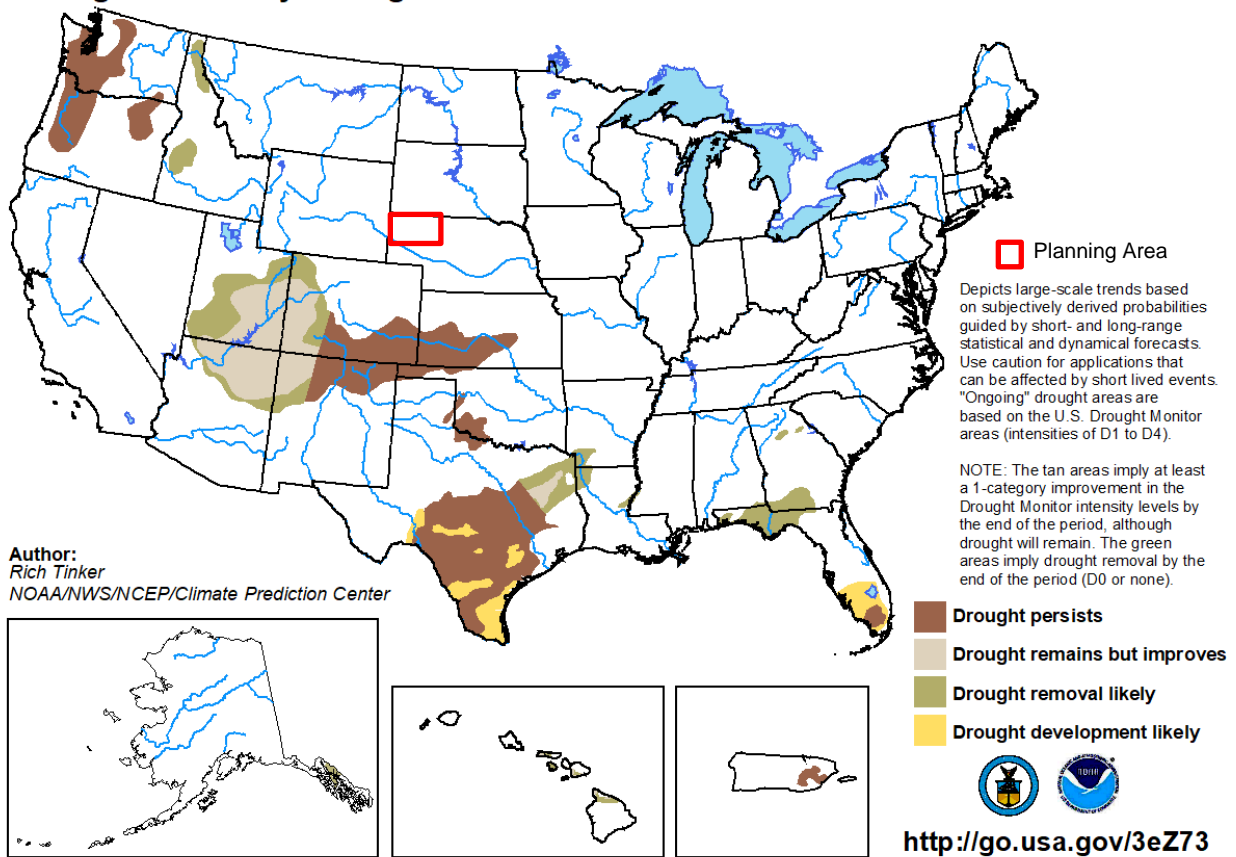 Planning Area
Depicts large-scale trends based
on subjectively derived probabilities
guided by short- and long-range
statistical and dynamical forecasts.
Use caution for applications that
can be affected by short lived events.
"Ongoing" drought areas are
based on the U.S. Drought Monitor
areas (intensities of D1 to D4).
NOTE: The tan areas imply at least
a 1-category improvement in the
Drought Monitor intensity levels by
the end of the period, although
drought will remain. The green
areas imply drought removal by the
end of the period (D0 or none).
Author:
Rich Tinker
NOAA/NWS/NCEP/Climate Prediction Center
Drought persists
Drought remains but improves
Drought removal likely
Drought development likely
http://go.usa.gov/3eZ73